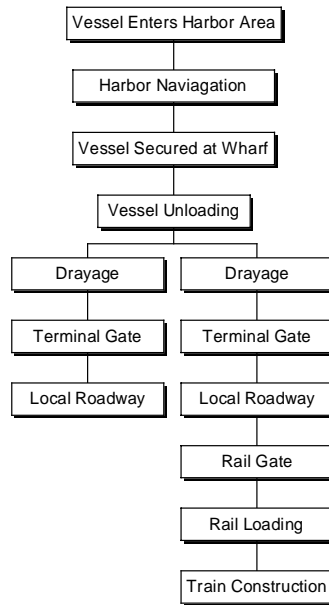 Vessel Enters Harbor Area
Harbor Naviagation
Vessel Secured at Wharf
Vessel Unloading
Drayage
Drayage
Terminal Gate
Terminal Gate
Local Roadway
Local Roadway
Rail Gate
Rail Loading
Train Construction